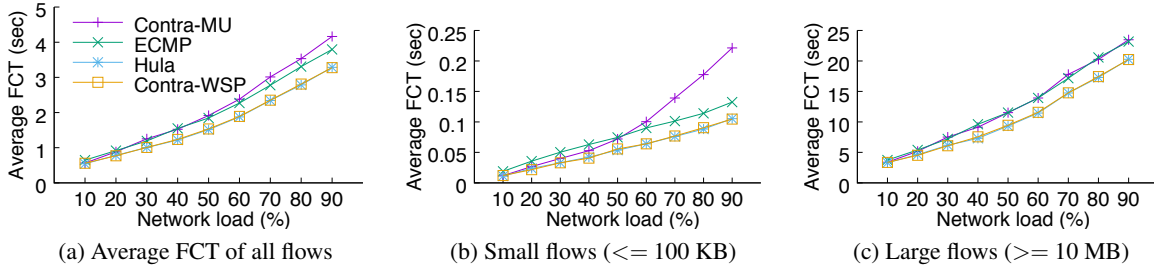 Average FCT (sec)
5
4
3
2
1
0
Contra-MU
ECMP
Hula
Contra-WSP
10 20 30 40 50 60 70 80 90
Network load (%)
(a) Average FCT of all flows
Average FCT (sec)
0.25
0.2
0.15
0.1
0.05
0
10 20 30 40 50 60 70 80 90
Network load (%)
(b) Small flows (<= 100 KB)
Average FCT (sec)
25
20
15
10
5
0
10 20 30 40 50 60 70 80 90
Network load (%)
(c) Large flows (>= 10 MB)